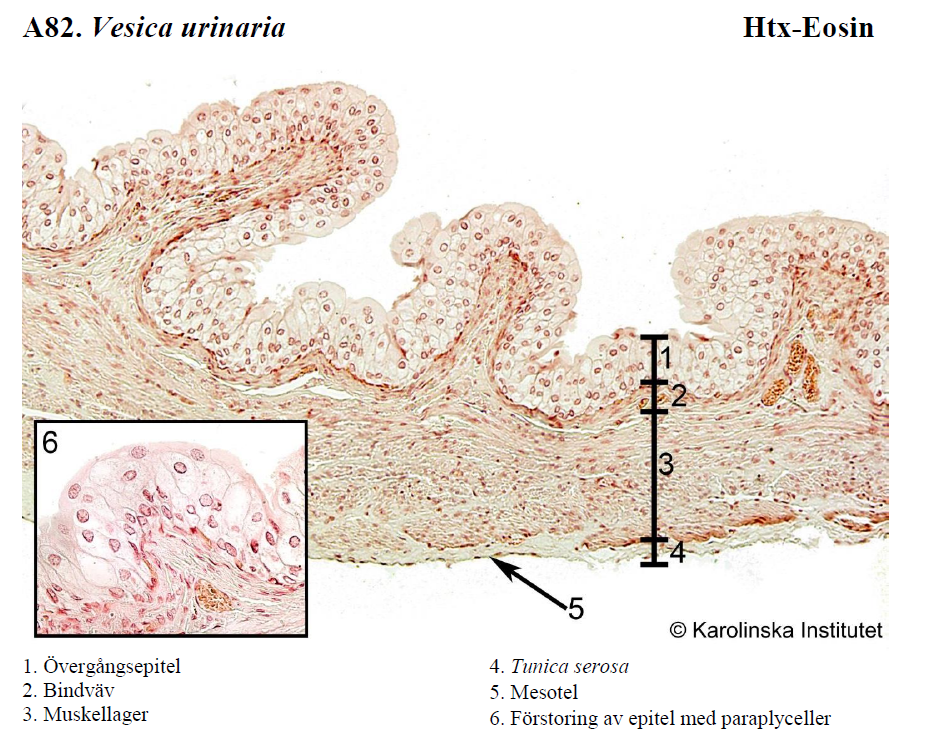 A82. Vesica urinaria
Htx-Eosin
1
2
3
4
5
6
© Karolinska Institutet
1. Övergångsepitel
2. Bindväv
3. Muskellager
4. Tunica serosa
5. Mesotel
6. Förstoring av epitel med paraplyceller